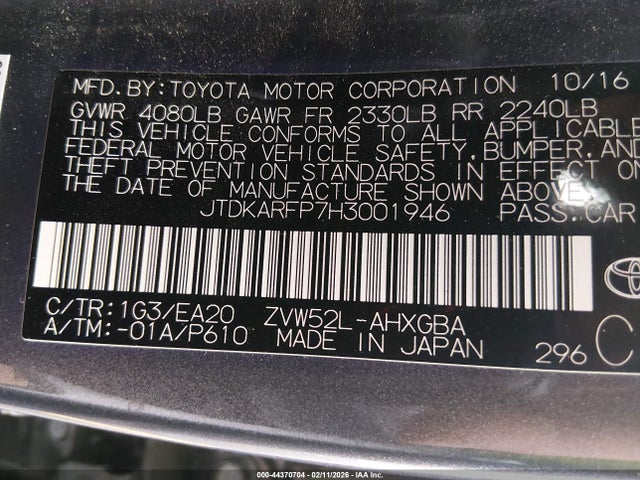 MFD. BY: TOYOTA MOTOR CORPORATION 10/16
GVWR 4080LB GAWR FR 2330LB RR 2240LB
THIS VEHICLE CONFORMS TO ALL APPLICABLE
FEDERAL MOTOR VEHICLE SAFETY, BUMPER, AND
THEFT PREVENTION STANDARDS IN EFFECT ON
THE DATE OF MANUFACTURE SHOWN ABOVE.
JTDKARFP7H3001946 PASS. CAR
C/TR: 1G3/EA20 ZVW52L-AHXGBA
A/TM: -01A/P610 MADE IN JAPAN 296 C
000-44370704 - 02/11/2026 - IAA Inc.